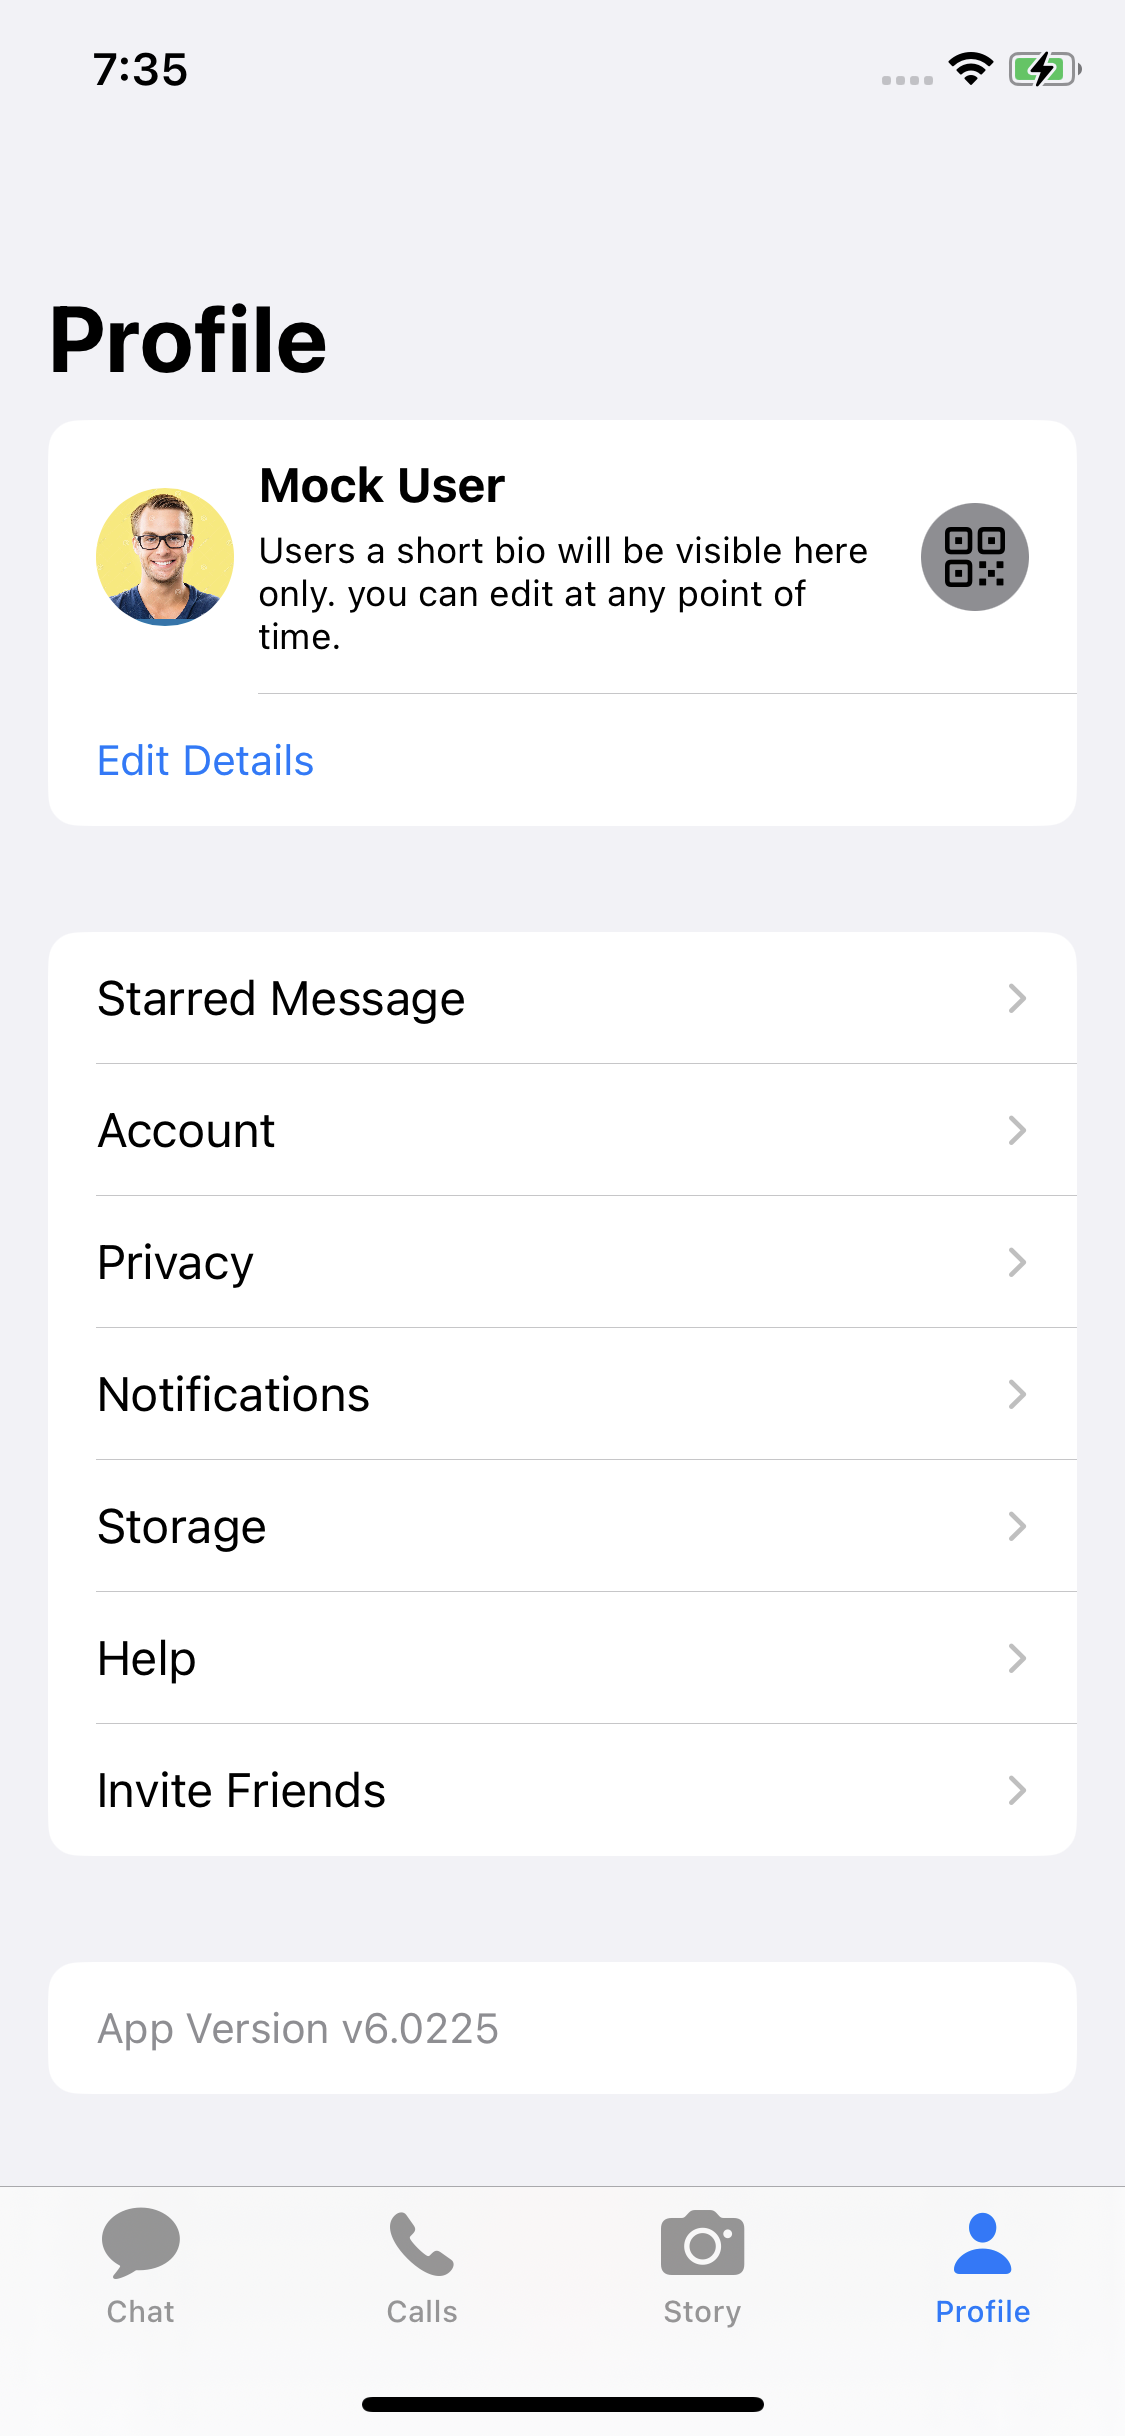 7:35
Profile
Mock User
Users a short bio will be visible here
only. you can edit at any point of
time.
Edit Details
Starred Message
Account
Privacy
Notifications
Storage
Help
Invite Friends
App Version v6.0225
Chat
Calls
Story
Profile